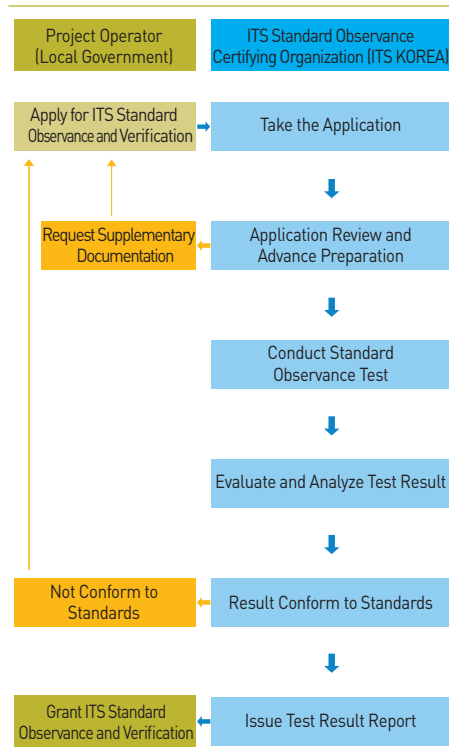 Project Operator
(Local Government)
ITS Standard Observance
Certifying Organization (ITS KOREA)
Apply for ITS Standard
Observance and Verification
Take the Application
Request Supplementary
Documentation
Application Review and
Advance Preparation
Conduct Standard
Observance Test
Evaluate and Analyze Test Result
Not Conform to
Standards
Result Conform to Standards
Grant ITS Standard
Observance and Verification
Issue Test Result Report